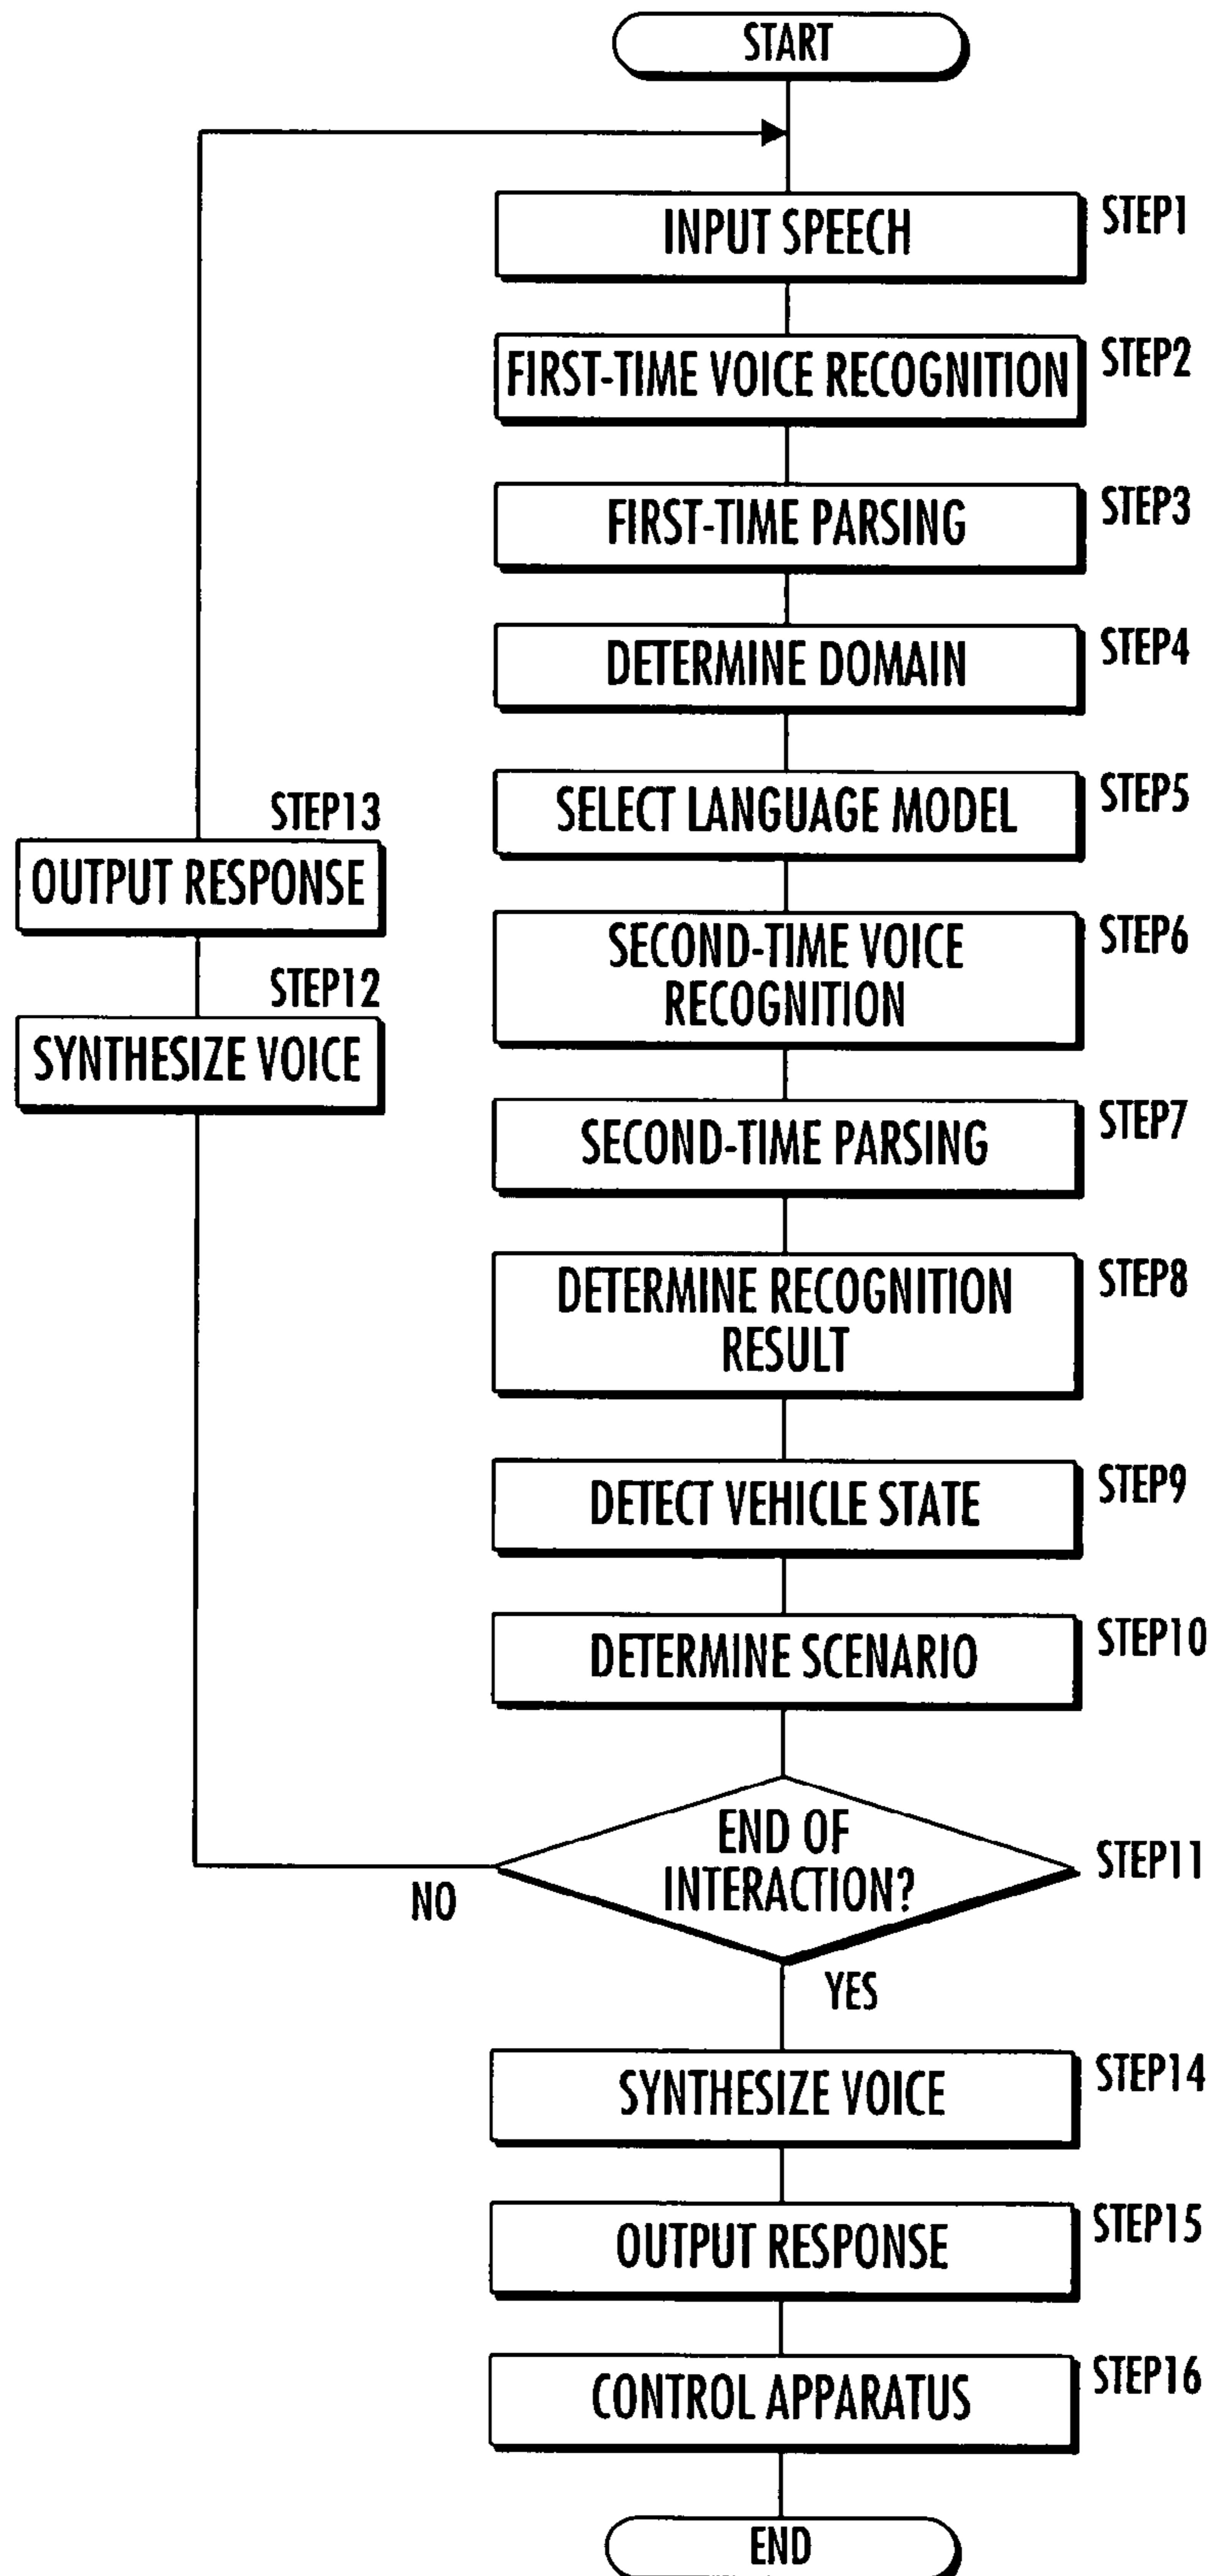 START
INPUT SPEECH
STEP1
FIRST-TIME VOICE RECOGNITION
STEP2
FIRST-TIME PARSING
STEP3
DETERMINE DOMAIN
STEP4
SELECT LANGUAGE MODEL
STEP5
SECOND-TIME VOICE
RECOGNITION
STEP6
SECOND-TIME PARSING
STEP7
DETERMINE RECOGNITION
RESULT
STEP8
DETECT VEHICLE STATE
STEP9
DETERMINE SCENARIO
STEP10
END OF
INTERACTION?
STEP11
NO
STEP12
SYNTHESIZE VOICE
STEP13
OUTPUT RESPONSE
YES
SYNTHESIZE VOICE
STEP14
OUTPUT RESPONSE
STEP15
CONTROL APPARATUS
STEP16
END